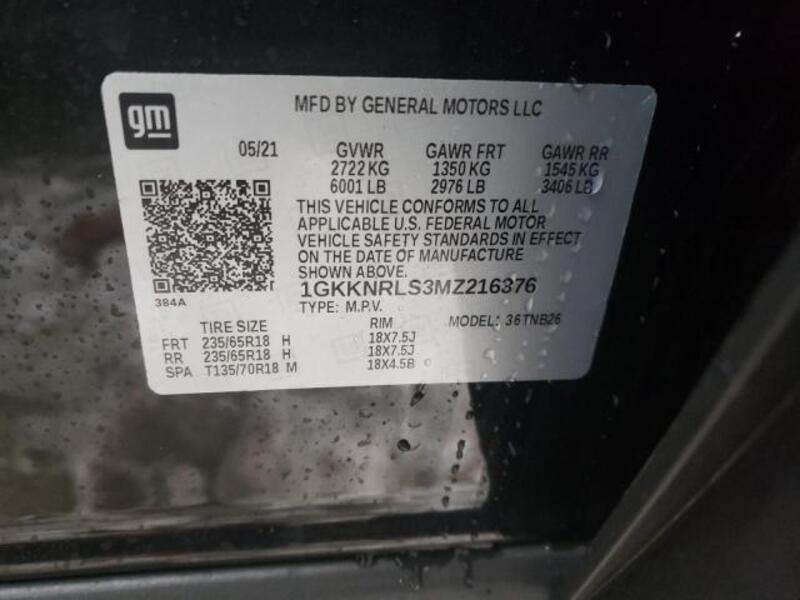 gm
MFD BY GENERAL MOTORS LLC
05/21 GVWR GAWR FRT GAWR RR
2722 KG 1350 KG 1545 KG
6001 LB 2976 LB 3406 LB
THIS VEHICLE CONFORMS TO ALL
APPLICABLE U.S. FEDERAL MOTOR
VEHICLE SAFETY STANDARDS IN EFFECT
ON THE DATE OF MANUFACTURE
SHOWN ABOVE.
384A
1GKKNRLS3MZ216376
TYPE: M.P.V.
TIRE SIZE RIM MODEL: 36TNB26
FRT 235/65R18 H 18X7.5J
RR 235/65R18 H 18X7.5J
SPA T135/70R18 M 18X4.5B